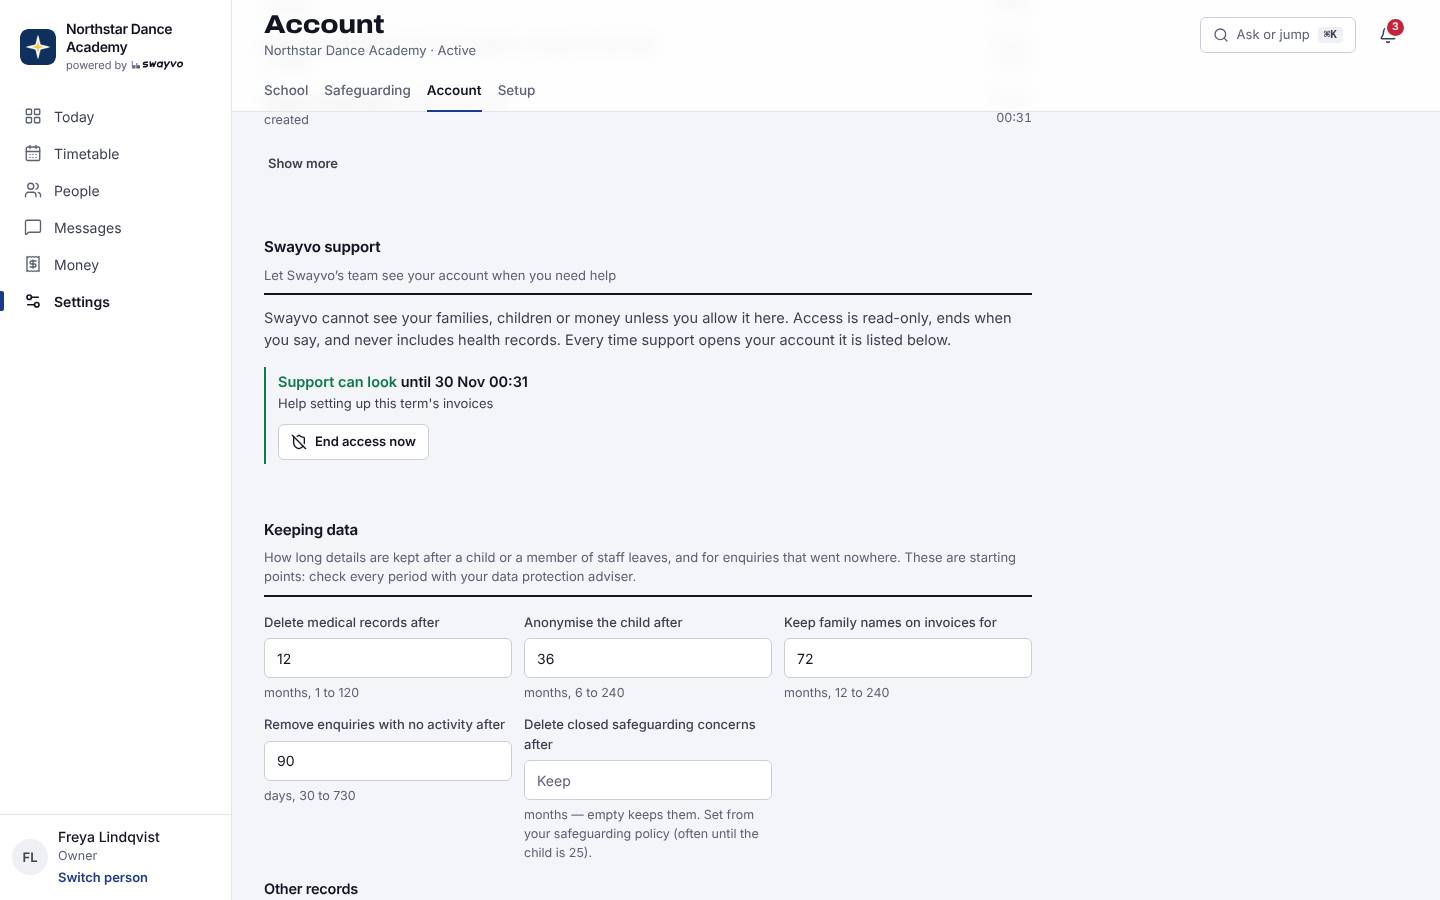 Northstar Dance
Academy
powered by swayvo
Today
Timetable
People
Messages
Money
Settings
FL
Freya Lindqvist
Owner
Switch person
Account
Northstar Dance Academy · Active
Ask or jump ⌘K
3
School Safeguarding Account Setup
created 00:31
Show more
Swayvo support
Let Swayvo's team see your account when you need help
Swayvo cannot see your families, children or money unless you allow it here. Access is read-only, ends when
you say, and never includes health records. Every time support opens your account it is listed below.
Support can look until 30 Nov 00:31
Help setting up this term's invoices
End access now
Keeping data
How long details are kept after a child or a member of staff leaves, and for enquiries that went nowhere. These are starting
points: check every period with your data protection adviser.
Delete medical records after
12
months, 1 to 120
Anonymise the child after
36
months, 6 to 240
Keep family names on invoices for
72
months, 12 to 240
Remove enquiries with no activity after
90
days, 30 to 730
Delete closed safeguarding concerns
after
Keep
months — empty keeps them. Set from
your safeguarding policy (often until the
child is 25).
Other records